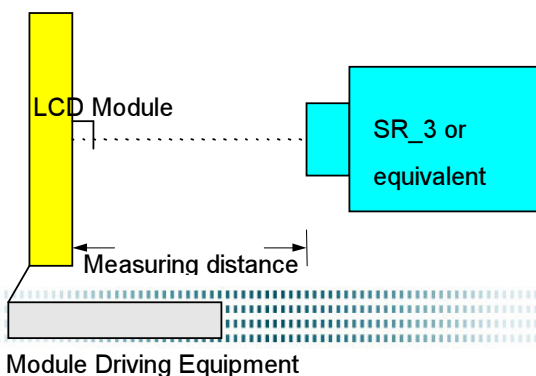 LCD Module
SR_3 or
equivalent
Measuring distance
Module Driving Equipment